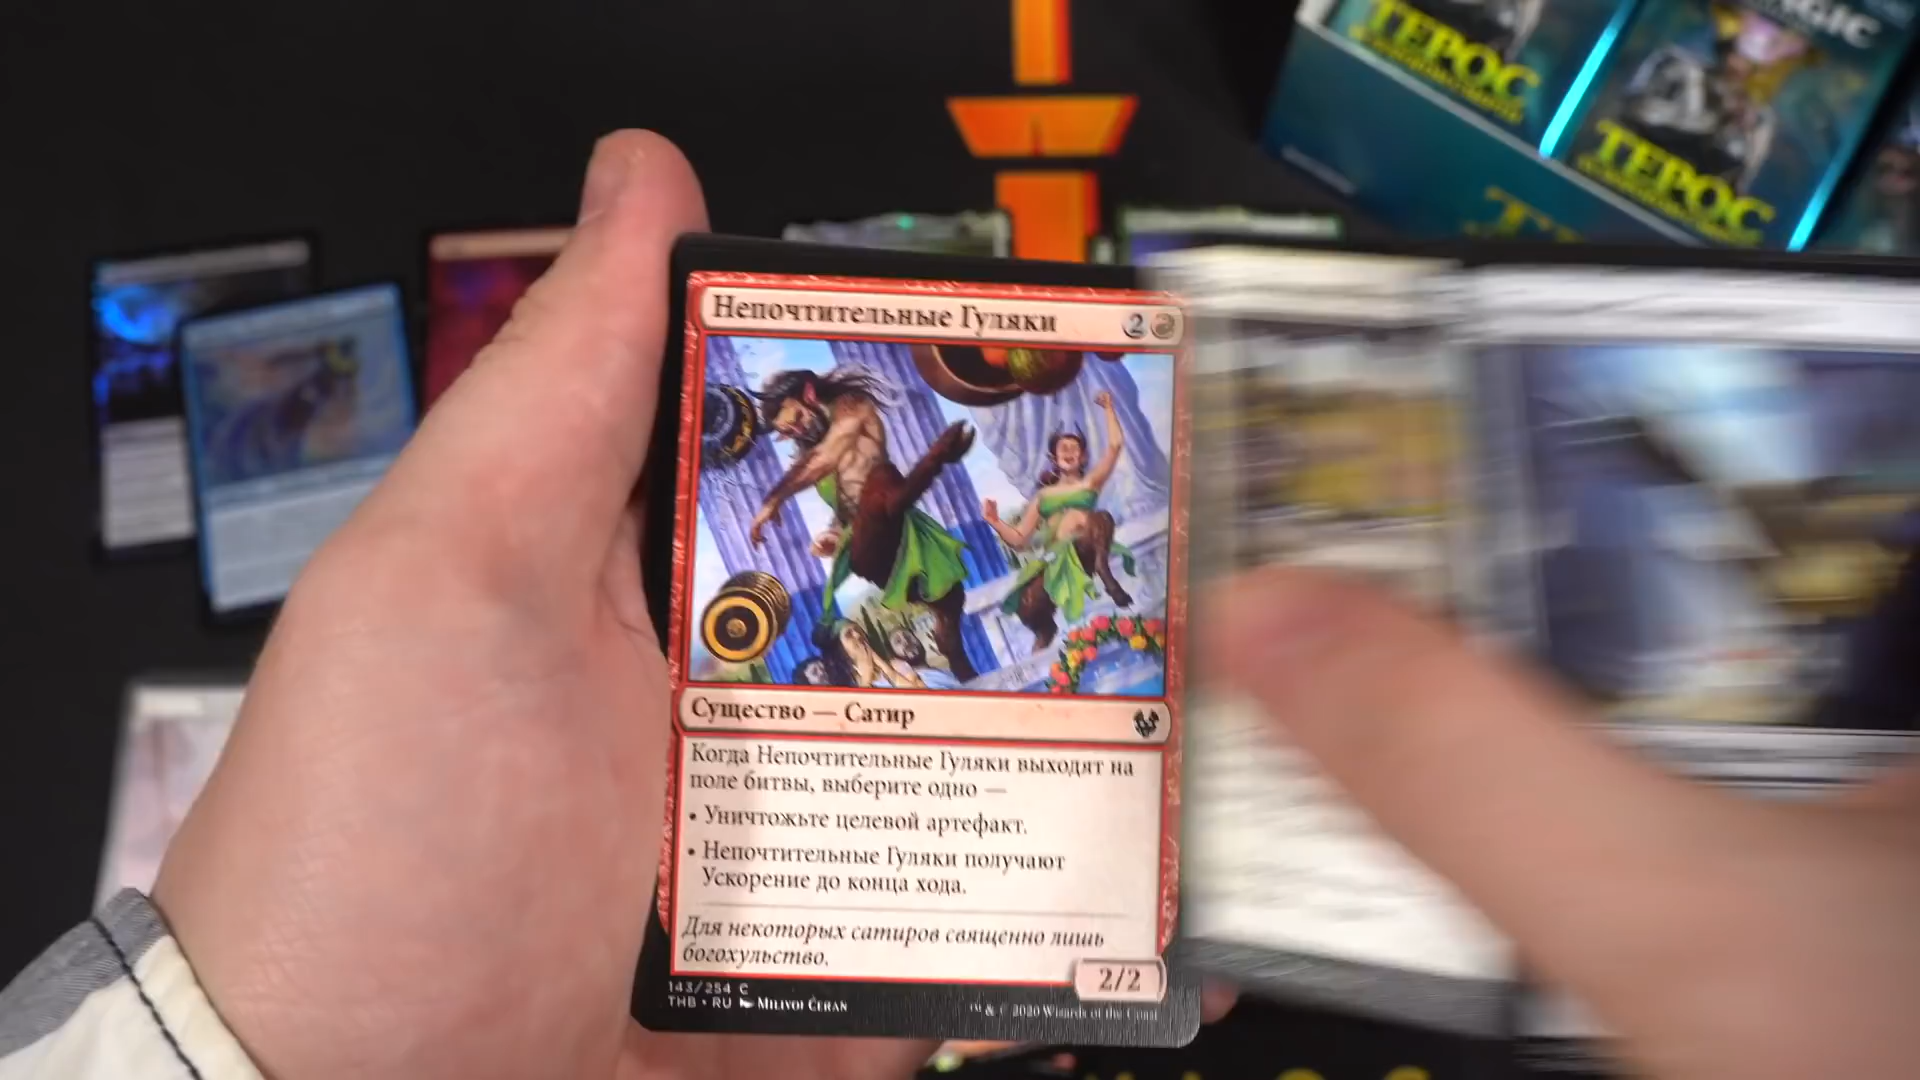 GIC
ТЕРОС
ТЕРОС
Непочтительные Гуляки 2
Существо — Сатир
Когда Непочтительные Гуляки выходят на
поле битвы, выберите одно —
• Уничтожьте целевой артефакт.
• Непочтительные Гуляки получают
Ускорение до конца хода.
Для некоторых сатиров священно лишь
богохульство.
2/2
143/254 C
THB • RU Milivoj Ćeran
™ & © 2020 Wizards of the Coast